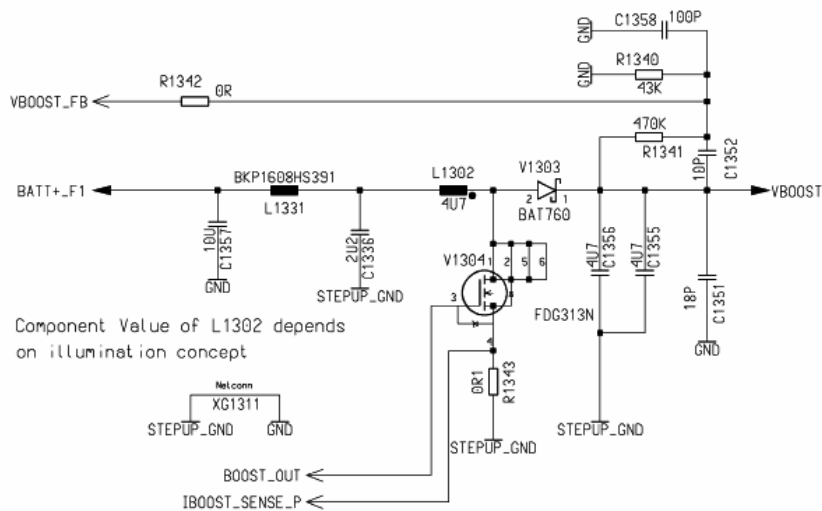 C1358
100P
GND
R1340
GND
43K
R1342
0R
VBOOST_FB
470K
R1341
10P
C1352
BKP1608HS391
L1302
V1303
BATT+_F1
VBOOST
L1331
4U7
2
1
BAT760
10U
C1357
2U2
C1336
4U7
C1356
4U7
C1355
GND
STEPUP_GND
V1304
1
2
5
6
3
FDG313N
18P
C1351
GND
4
Component Value of L1302 depends
on illumination concept
0R1
R1343
Netconn
XG1311
STEPUP_GND
GND
STEPUP_GND
STEPUP_GND
BOOST_OUT
IBOOST_SENSE_P